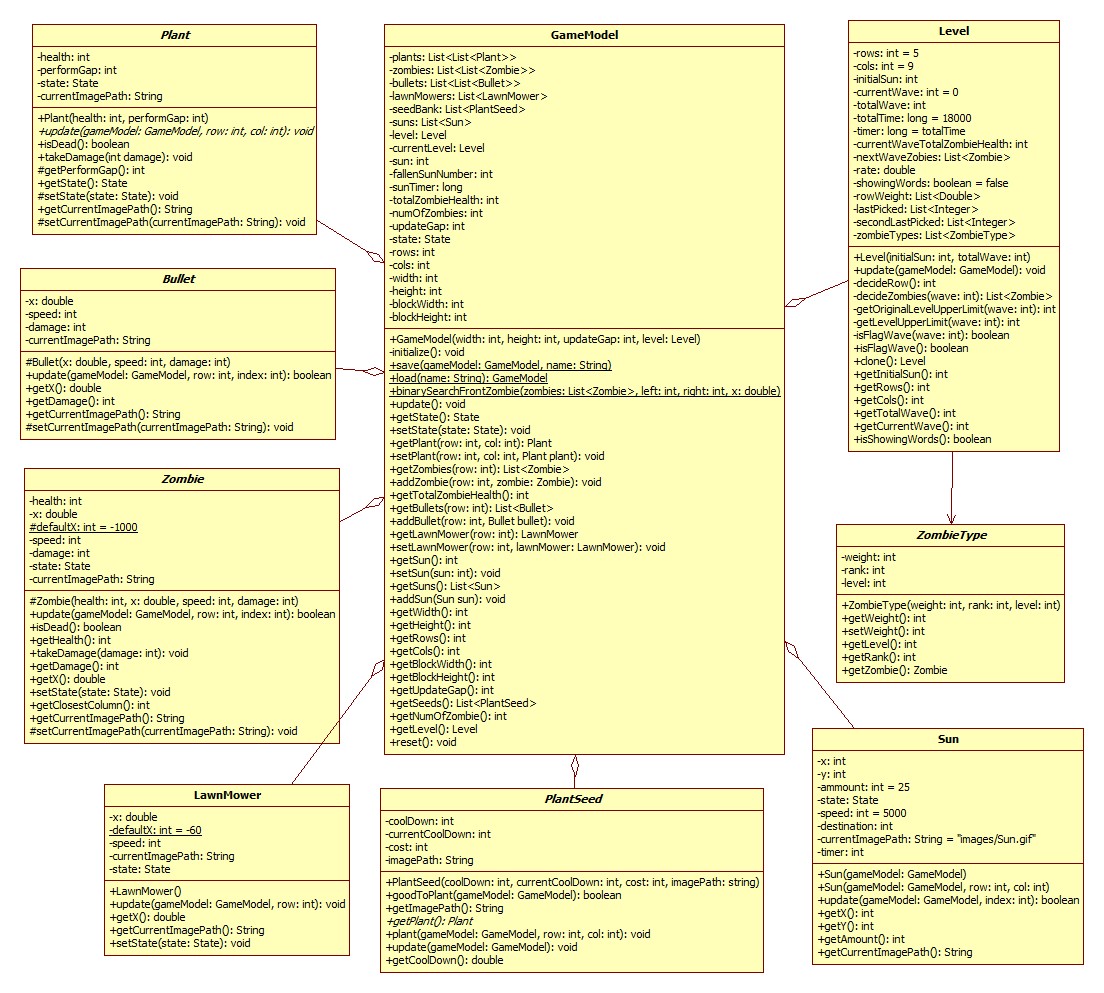 Plant
-health: int
-performGap: int
-state: State
-currentImagePath: String
+Plant(health: int, performGap: int)
+update(gameModel: GameModel, row: int, col: int): void
+isDead(): boolean
+takeDamage(int damage): void
#getPerformGap(): int
+getState(): State
#setState(state: State): void
+getCurrentImagePath(): String
#setCurrentImagePath(currentImagePath: String): void
Bullet
-x: double
-speed: int
-damage: int
-currentImagePath: String
#Bullet(x: double, speed: int, damage: int)
+update(gameModel: GameModel, row: int, index: int): boolean
+getX(): double
+getDamage(): int
+getCurrentImagePath(): String
#setCurrentImagePath(currentImagePath: String): void
Zombie
-health: int
-x: double
#defaultX: int = -1000
-speed: int
-damage: int
-state: State
-currentImagePath: String
#Zombie(health: int, x: double, speed: int, damage: int)
+update(gameModel: GameModel, row: int, index: int): boolean
+isDead(): boolean
+getHealth(): int
+takeDamage(damage: int): void
+getDamage(): int
+getX(): double
+setState(state: State): void
+getClosestColumn(): int
+getCurrentImagePath(): String
#setCurrentImagePath(currentImagePath: String): void
LawnMower
-x: double
-defaultX: int = -60
-speed: int
-currentImagePath: String
-state: State
+LawnMower()
+update(gameModel: GameModel, row: int): void
+getX(): double
+getCurrentImagePath(): String
+setState(state: State): void
GameModel
-plants: List<List<Plant>>
-zombies: List<List<Zombie>>
-bullets: List<List<Bullet>>
-lawnMowers: List<LawnMower>
-seedBank: List<PlantSeed>
-suns: List<Sun>
-level: Level
-currentLevel: Level
-sun: int
-fallenSunNumber: int
-sunTimer: long
-totalZombieHealth: int
-numOfZombies: int
-updateGap: int
-state: State
-rows: int
-cols: int
-width: int
-height: int
-blockWidth: int
-blockHeight: int
+GameModel(width: int, height: int, updateGap: int, level: Level)
-initialize(): void
+save(gameModel: GameModel, name: String)
+load(name: String): GameModel
+binarySearchFrontZombie(zombies: List<Zombie>, left: int, right: int, x: double)
+update(): void
+getState(): State
+setState(state: State): void
+getPlant(row: int, col: int): Plant
+setPlant(row: int, col: int, Plant plant): void
+getZombies(row: int): List<Zombie>
+addZombie(row: int, zombie: Zombie): void
+getTotalZombieHealth(): int
+getBullets(row: int): List<Bullet>
+addBullet(row: int, Bullet bullet): void
+getLawnMower(row: int): LawnMower
+setLawnMower(row: int, lawnMower: LawnMower): void
+getSun(): int
+setSun(sun: int): void
+getSuns(): List<Sun>
+addSun(Sun sun): void
+getWidth(): int
+getHeight(): int
+getRows(): int
+getCols(): int
+getBlockWidth(): int
+getBlockHeight(): int
+getUpdateGap(): int
+getSeeds(): List<PlantSeed>
+getNumOfZombie(): int
+getLevel(): Level
+reset(): void
PlantSeed
-coolDown: int
-currentCoolDown: int
-cost: int
-imagePath: String
+PlantSeed(coolDown: int, currentCoolDown: int, cost: int, imagePath: string)
+goodToPlant(gameModel: GameModel): boolean
+getImagePath(): String
+getPlant(): Plant
+plant(gameModel: GameModel, row: int, col: int): void
+update(gameModel: GameModel): void
+getCoolDown(): double
Level
-rows: int = 5
-cols: int = 9
-initialSun: int
-currentWave: int = 0
-totalWave: int
-totalTime: long = 18000
-timer: long = totalTime
-currentWaveTotalZombieHealth: int
-nextWaveZobies: List<Zombie>
-rate: double
-showingWords: boolean = false
-rowWeight: List<Double>
-lastPicked: List<Integer>
-secondLastPicked: List<Integer>
-zombieTypes: List<ZombieType>
+Level(initialSun: int, totalWave: int)
+update(gameModel: GameModel): void
-decideRow(): int
-decideZombies(wave: int): List<Zombie>
-getOriginalLevelUpperLimit(wave: int): int
-getLevelUpperLimit(wave: int): int
-isFlagWave(wave: int): boolean
+isFlagWave(): boolean
+clone(): Level
+getInitialSun(): int
+getRows(): int
+getCols(): int
+getTotalWave(): int
+getCurrentWave(): int
+isShowingWords(): boolean
ZombieType
-weight: int
-rank: int
-level: int
+ZombieType(weight: int, rank: int, level: int)
+getWeight(): int
+setWeight(): int
+getLevel(): int
+getRank(): int
+getZombie(): Zombie
Sun
-x: int
-y: int
-ammount: int = 25
-state: State
-speed: int = 5000
-destination: int
-currentImagePath: String = "images/Sun.gif"
-timer: int
+Sun(gameModel: GameModel)
+Sun(gameModel: GameModel, row: int, col: int)
+update(gameModel: GameModel, index: int): boolean
+getX(): int
+getY(): int
+getAmount(): int
+getCurrentImagePath(): String